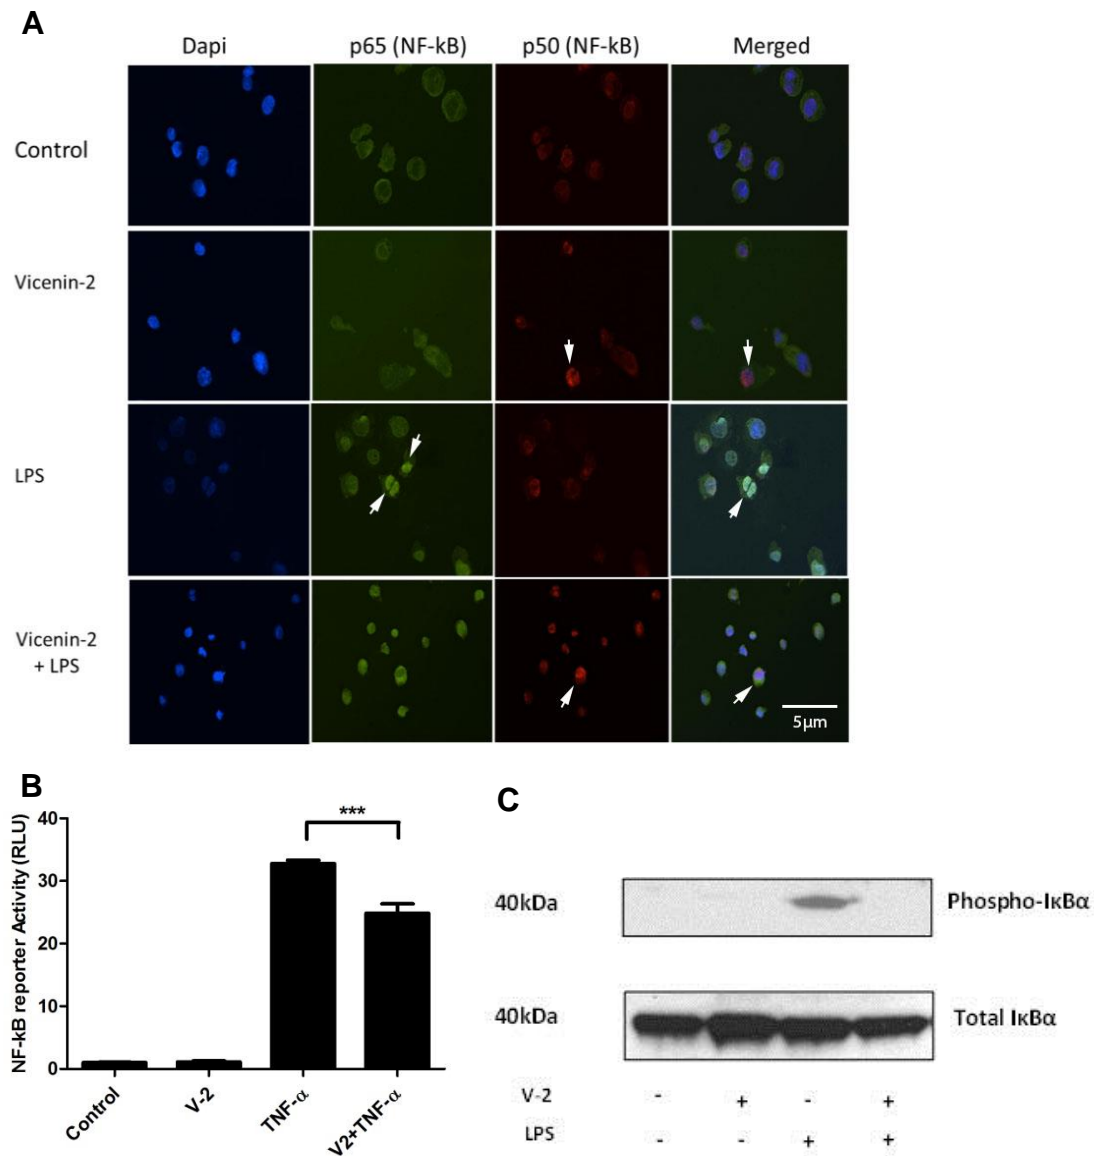 A
Dapi p65 (NF-kB) p50 (NF-kB) Merged
Control
Vicenin-2
LPS
Vicenin-2
+ LPS
5µm
B
NF-kB reporter Activity (RLU)
40
30
20
10
0
***
Control V-2 TNF-α V2+TNF-α
C
40kDa Phospho-IκBα
40kDa Total IκBα
V-2 - + - +
LPS - - + +